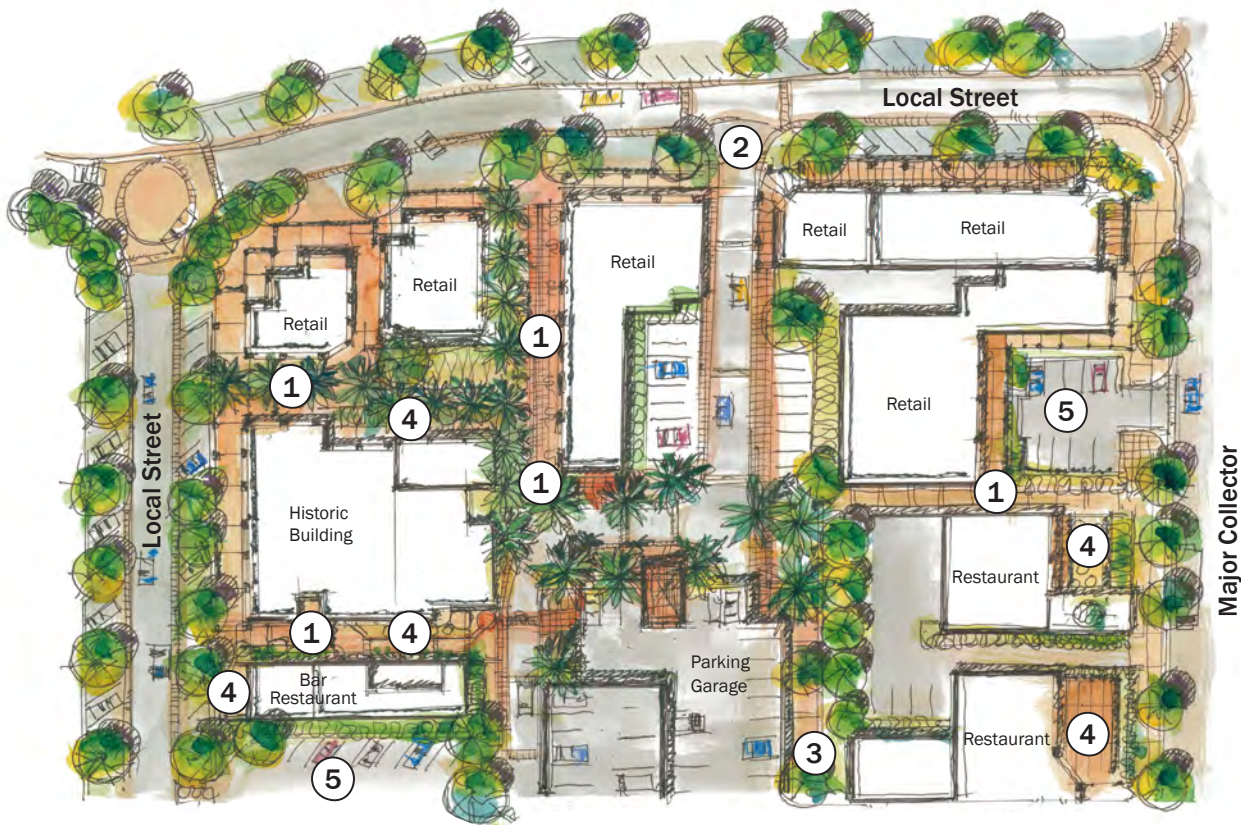 Local Street
2
Retail
Retail
Retail
Retail
Retail
1
1
Retail
5
4
Local Street
1
1
Historic
Building
4
Restaurant
Major Collector
1
4
Parking
Garage
Bar
Restaurant
4
Restaurant
4
3
5